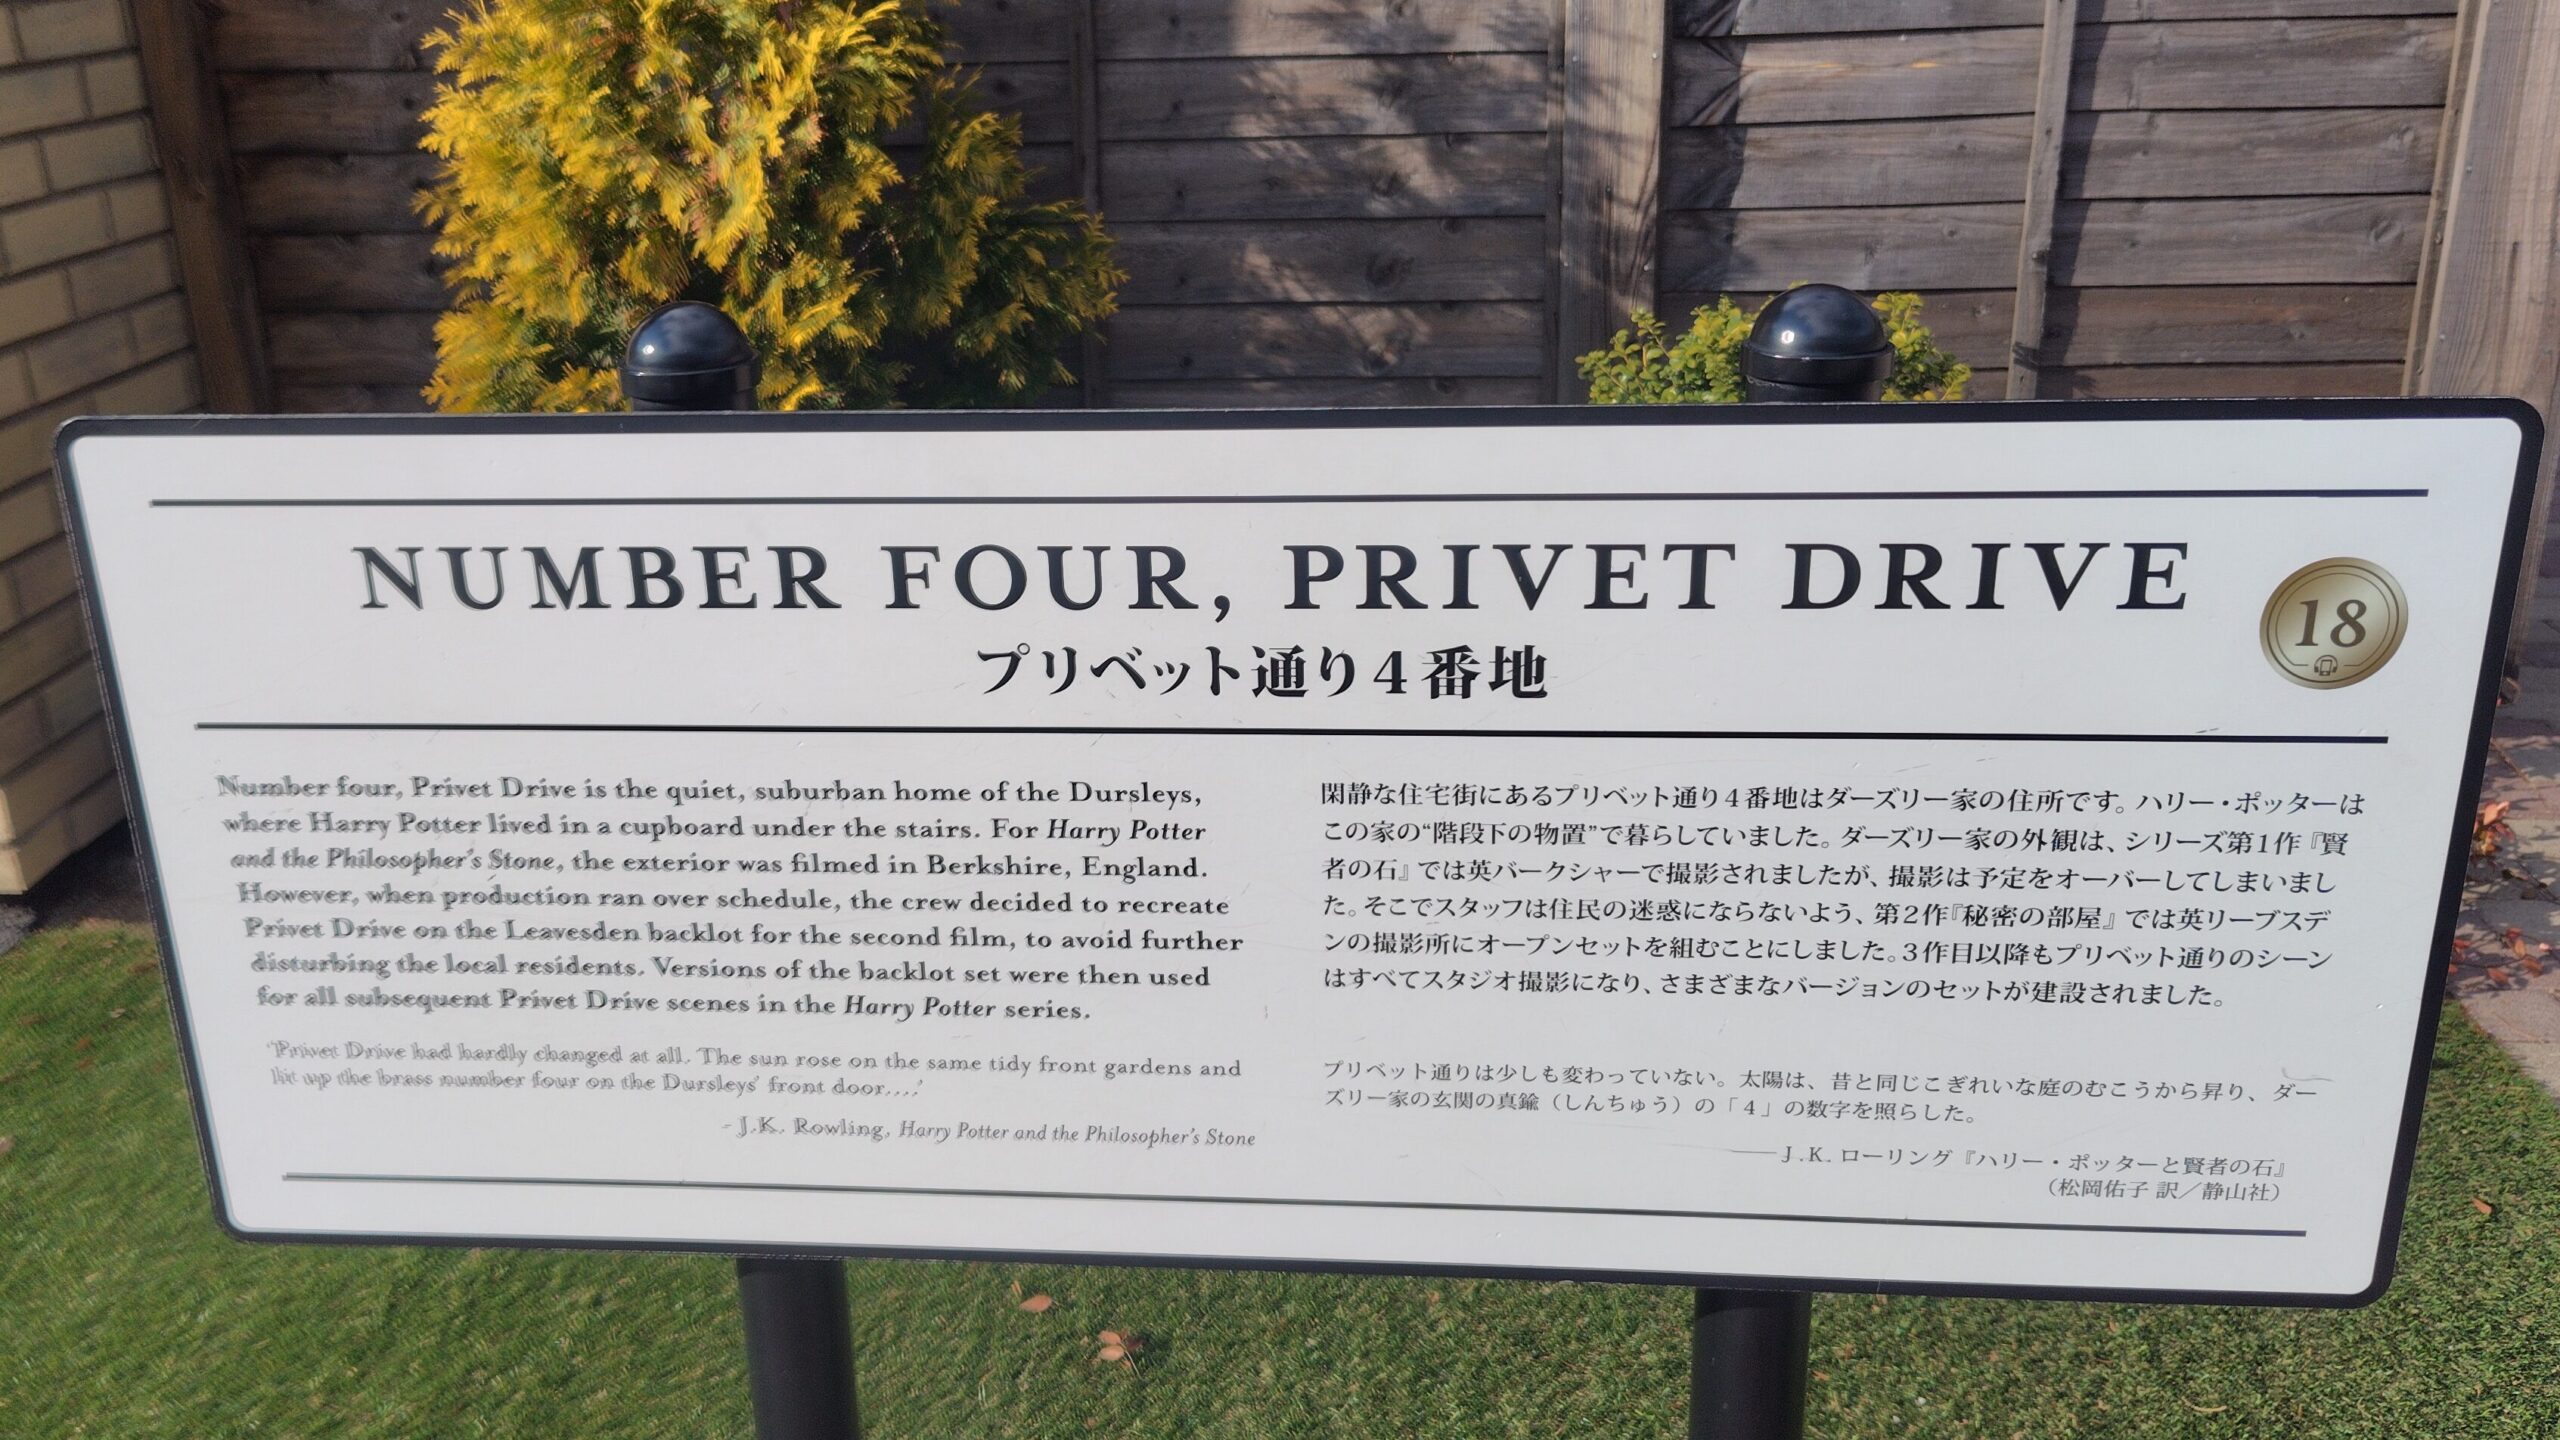 NUMBER FOUR, PRIVET DRIVE
プリベット通り4番地
18
Number four, Privet Drive is the quiet, suburban home of the Dursleys,
where Harry Potter lived in a cupboard under the stairs. For Harry Potter
and the Philosopher's Stone, the exterior was filmed in Berkshire, England.
However, when production ran over schedule, the crew decided to recreate
Privet Drive on the Leavesden backlot for the second film, to avoid further
disturbing the local residents. Versions of the backlot set were then used
for all subsequent Privet Drive scenes in the Harry Potter series.
'Privet Drive had hardly changed at all. The sun rose on the same tidy front gardens and
lit up the brass number four on the Dursleys' front door....'
- J.K. Rowling, Harry Potter and the Philosopher's Stone
閑静な住宅街にあるプリベット通り4番地はダーズリー家の住所です。ハリー・ポッターは
この家の“階段下の物置”で暮らしていました。ダーズリー家の外観は、シリーズ第1作『賢
者の石』では英バークシャーで撮影されましたが、撮影は予定をオーバーしてしまいまし
た。そこでスタッフは住民の迷惑にならないよう、第2作『秘密の部屋』では英リーブスデ
ンの撮影所にオープンセットを組むことにしました。3作目以降もプリベット通りのシーン
はすべてスタジオ撮影になり、さまざまなバージョンのセットが建設されました。
プリベット通りは少しも変わっていない。太陽は、昔と同じこぎれいな庭のむこうから昇り、ダー
ズリー家の玄関の真鍮（しんちゅう）の「4」の数字を照らした。
――J.K. ローリング『ハリー・ポッターと賢者の石』
（松岡佑子 訳／静山社）